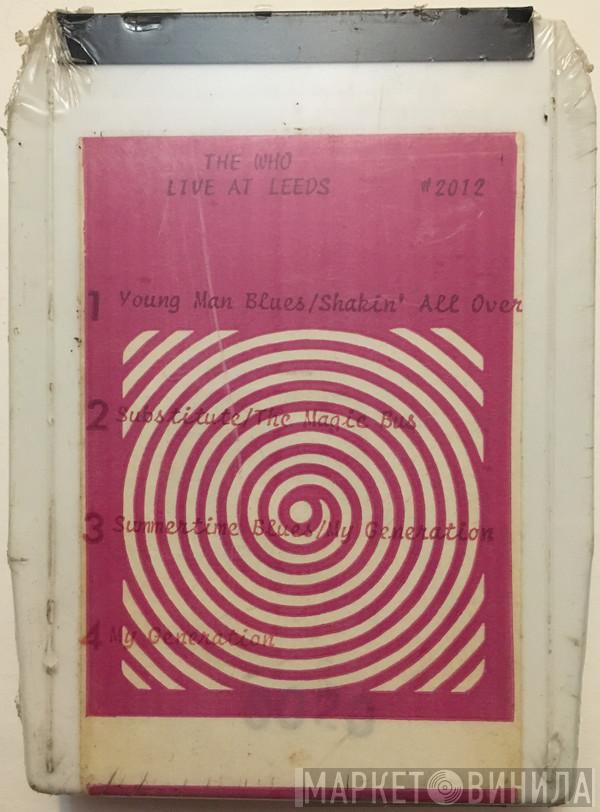 THE WHO
LIVE AT LEEDS #2012
1 Young Man Blues/Shakin' All Over
2 Substitute/The Magic Bus
3 Summertime Blues/My Generation
4 My Generation
МАРКЕТ ВИНИЛА